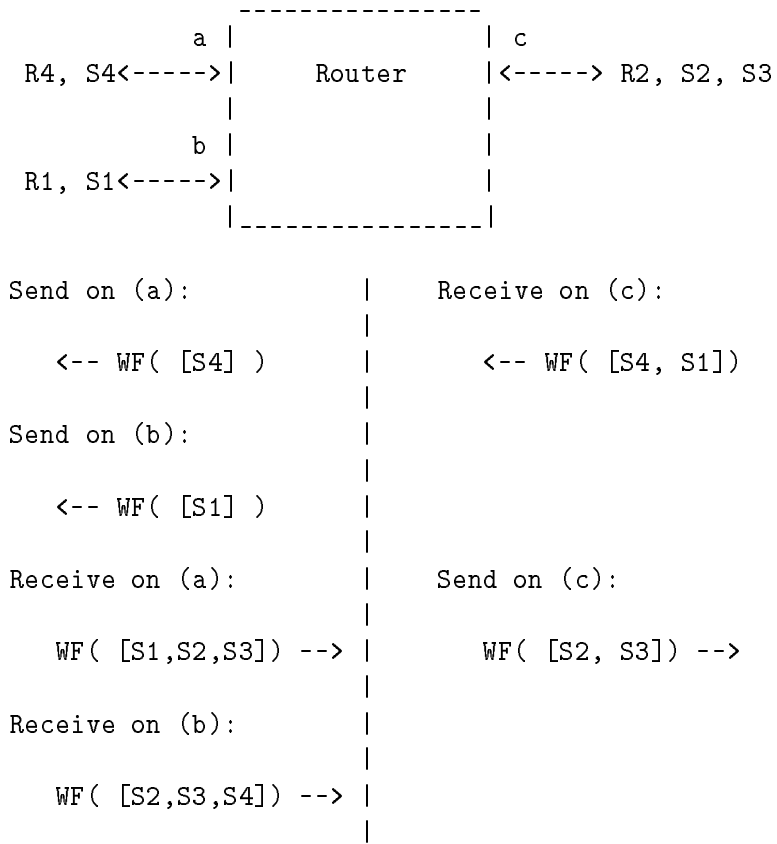 ----------------
         a |                | c
R4, S4<----->|     Router     |<-----> R2, S2, S3
           |                |
         b |                |
R1, S1<----->|                |
           |________________|
Send on (a):           |    Receive on (c):
                       |
   <-- WF( [S4] )      |       <-- WF( [S4, S1])
                       |
Send on (b):           |
                       |
   <-- WF( [S1] )      |
                       |
Receive on (a):        |    Send on (c):
                       |
   WF( [S1,S2,S3]) --> |       WF( [S2, S3]) -->
                       |
Receive on (b):        |
                       |
   WF( [S2,S3,S4]) --> |
                       |